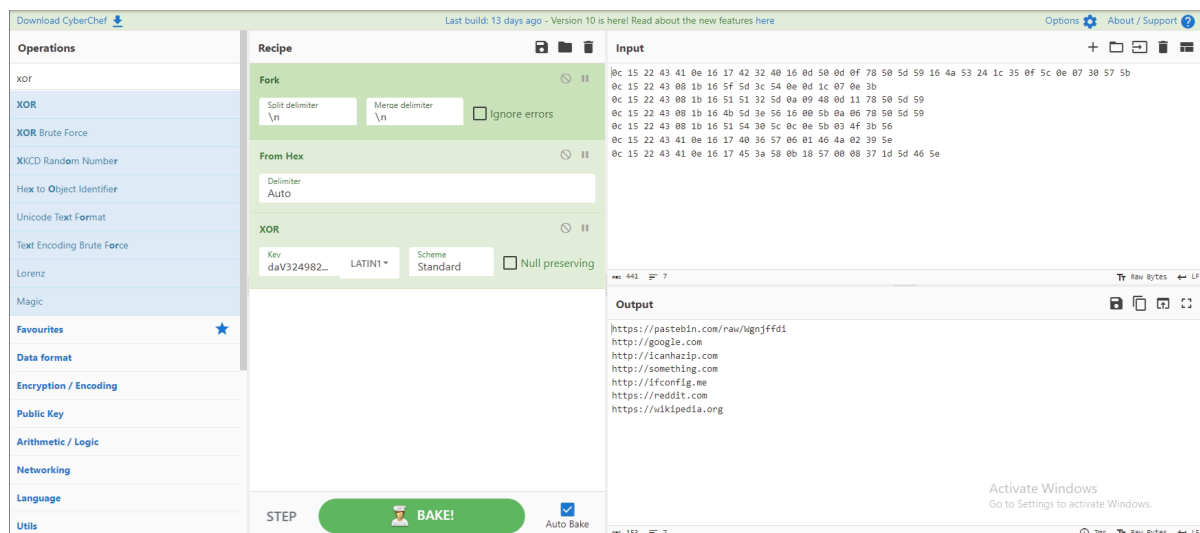 Download CyberChef
Last build: 13 days ago - Version 10 is here! Read about the new features here
Options
About / Support
Operations
xor
XOR
XOR Brute Force
XKCD Random Number
Hex to Object Identifier
Unicode Text Format
Text Encoding Brute Force
Lorenz
Magic
Favourites
Data format
Encryption / Encoding
Public Key
Arithmetic / Logic
Networking
Language
Utils
Recipe
Fork
Split delimiter
\n
Merge delimiter
\n
Ignore errors
From Hex
Delimiter
Auto
XOR
Key
daV324982...
LATIN1
Scheme
Standard
Null preserving
STEP
BAKE!
Auto Bake
Input
0c 15 22 43 41 0e 16 17 42 32 40 16 0d 50 0d 0f 78 50 5d 59 16 4a 53 24 1c 35 0f 5c 0e 07 30 57 5b
0c 15 22 43 08 1b 16 5f 5d 3c 54 0e 0d 1c 07 0e 3b
0c 15 22 43 08 1b 16 51 51 32 5d 0a 09 48 0d 11 78 50 5d 59
0c 15 22 43 08 1b 16 4b 5d 3e 56 16 00 5b 0a 06 78 50 5d 59
0c 15 22 43 08 1b 16 51 54 30 5c 0c 0e 5b 03 4f 3b 56
0c 15 22 43 41 0e 16 17 40 36 57 06 01 46 4a 02 39 5e
0c 15 22 43 41 0e 16 17 45 3a 58 0b 18 57 00 08 37 1d 5d 46 5e
441
7
Raw Bytes
LF
Output
https://pastebin.com/raw/Wgnjffdi
http://google.com
http://icanhazip.com
http://something.com
http://ifconfig.me
https://reddit.com
https://wikipedia.org
Activate Windows
Go to Settings to activate Windows.
153
7
7ms
Raw Bytes
LF